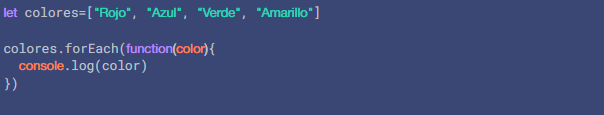 let colores=["Rojo", "Azul", "Verde", "Amarillo"]
colores.forEach(function(color){
console.log(color)
})